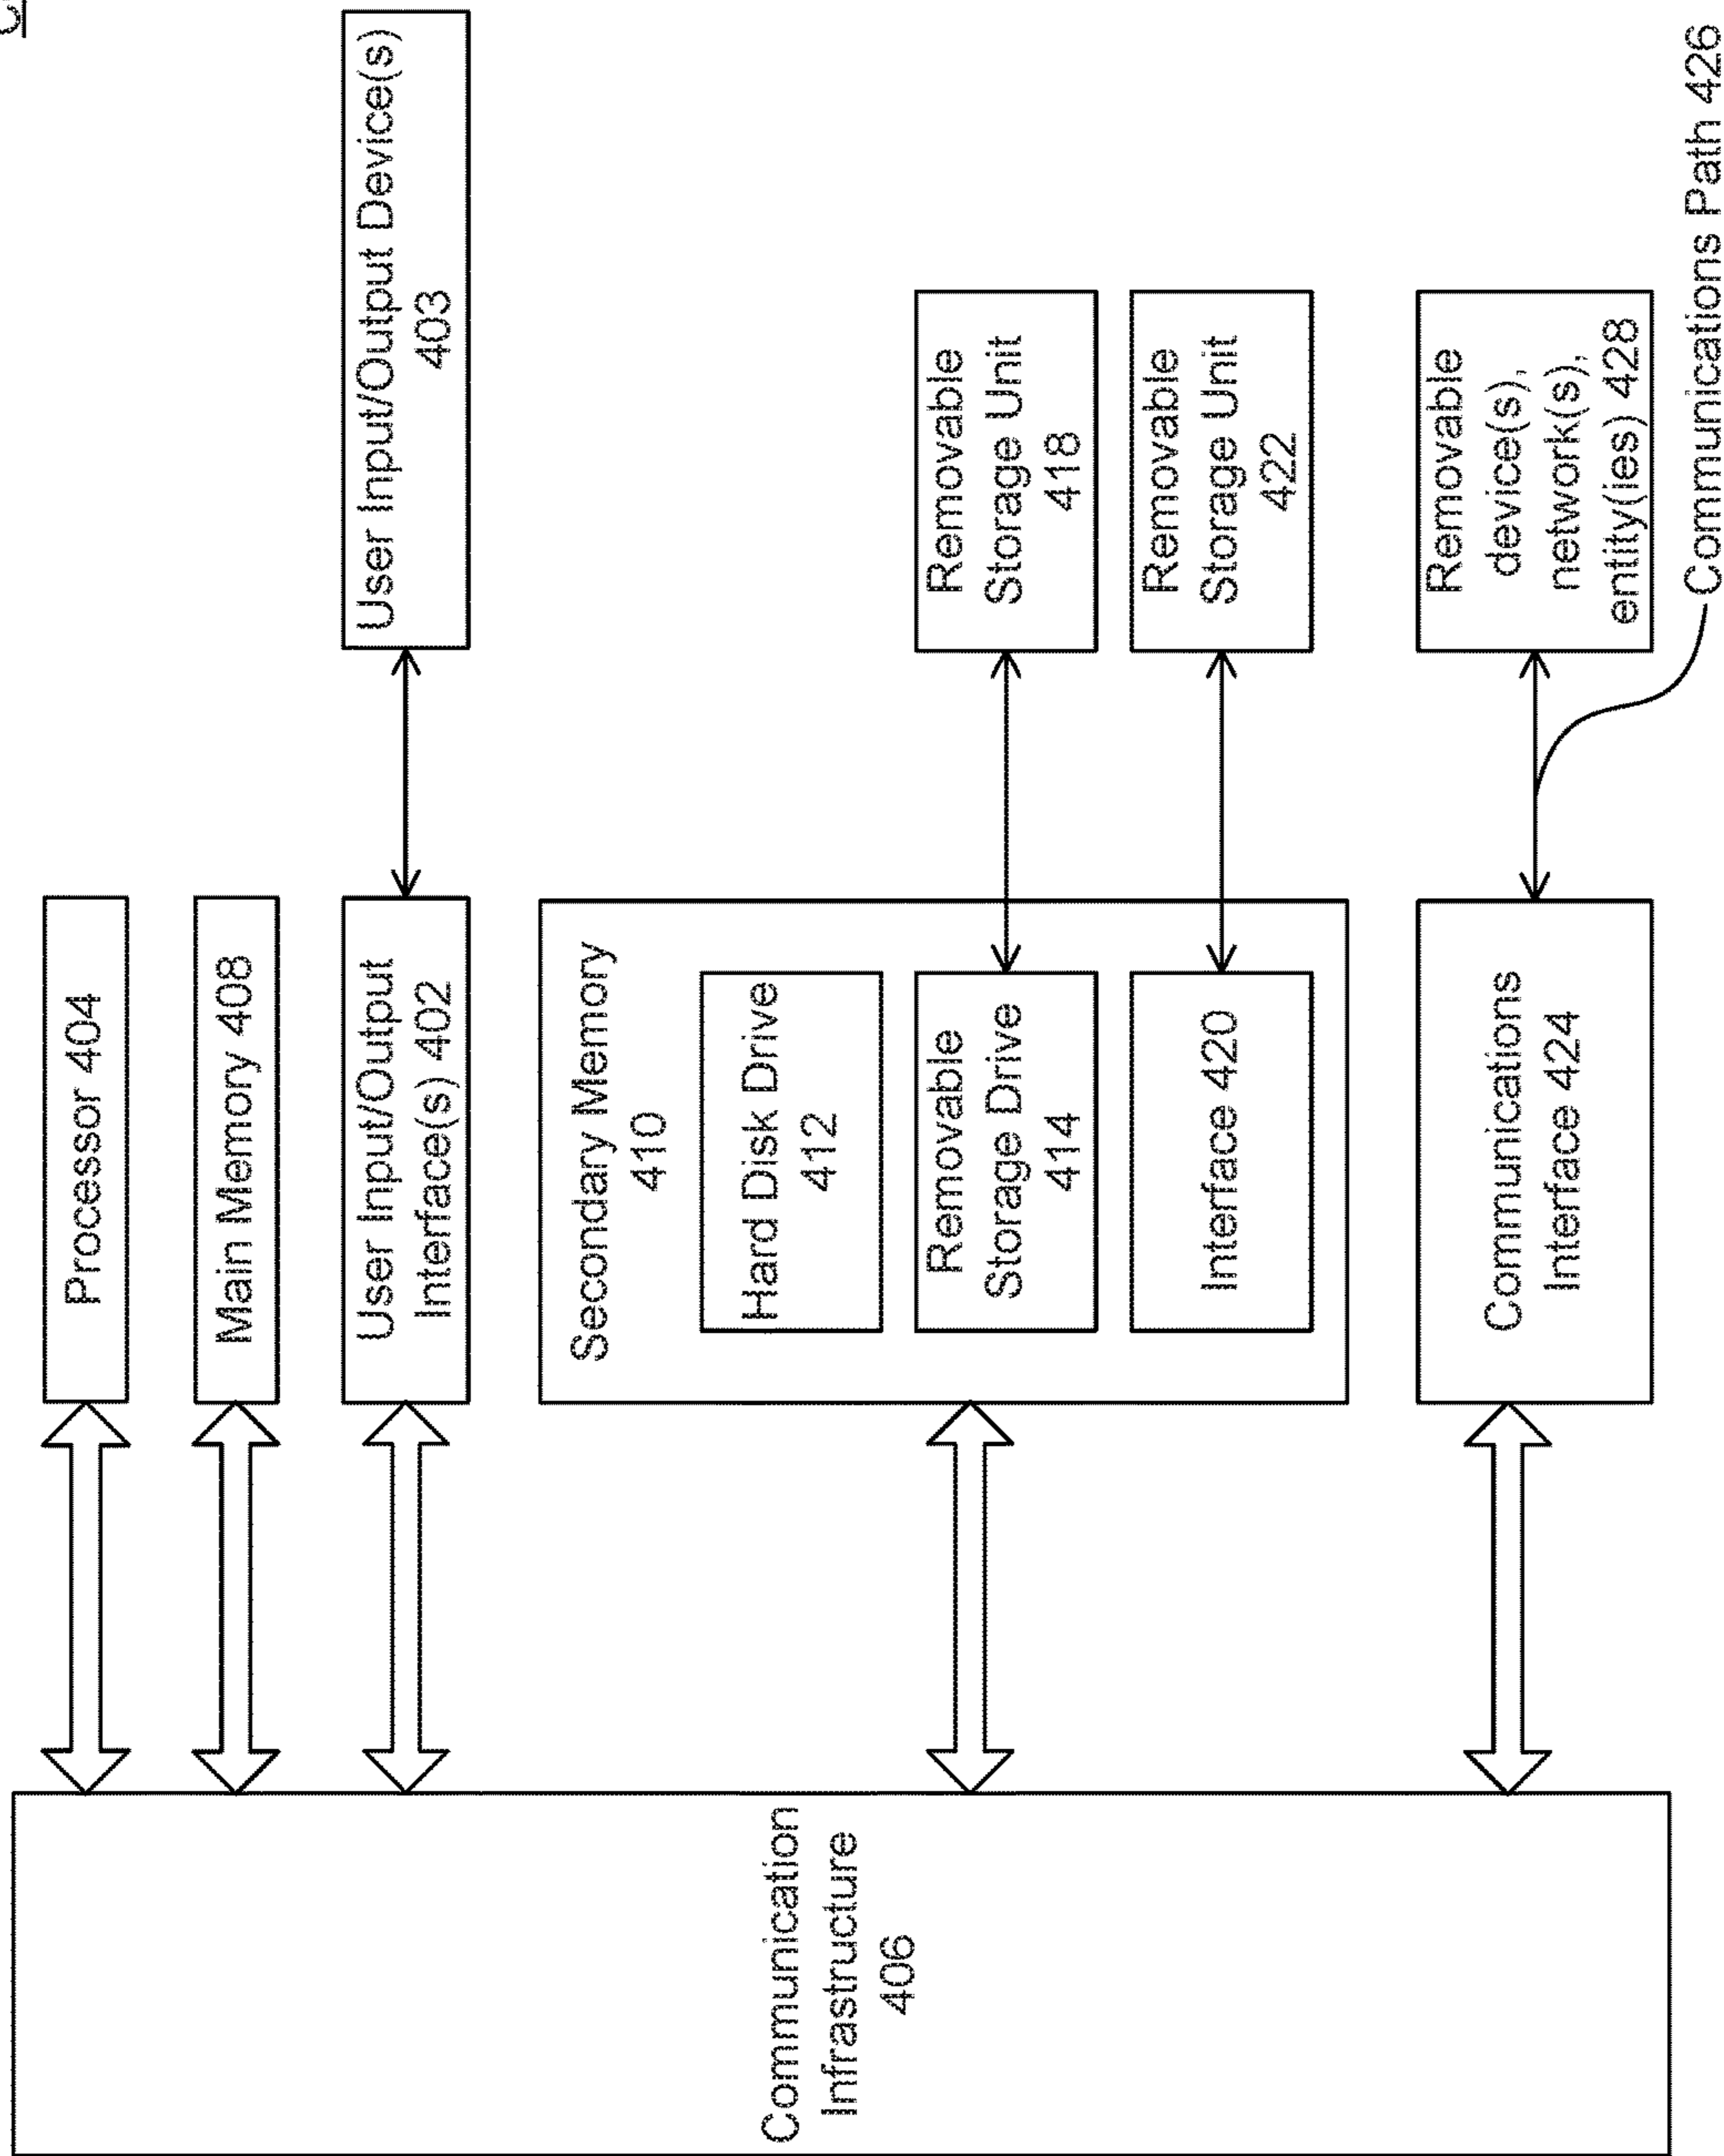 Processor 404
Main Memory 408
User Input/Output
Interface(s) 402
User Input/Output Device(s)
403
Secondary Memory
410
Hard Disk Drive
412
Removable
Storage Drive
414
Interface 420
Removable
Storage Unit
418
Removable
Storage Unit
422
Communications
Interface 424
Removable
device(s),
network(s),
entity(ies) 428
Communications Path 426
Communication
Infrastructure
406